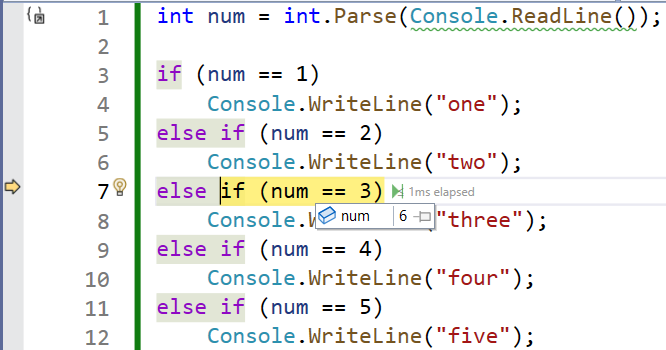 1 int num = int.Parse(Console.ReadLine());
2
3 if (num == 1)
4     Console.WriteLine("one");
5 else if (num == 2)
6     Console.WriteLine("two");
7 else if (num == 3) 1ms elapsed
num 6
8     Console.W "three");
9 else if (num == 4)
10     Console.WriteLine("four");
11 else if (num == 5)
12     Console.WriteLine("five");